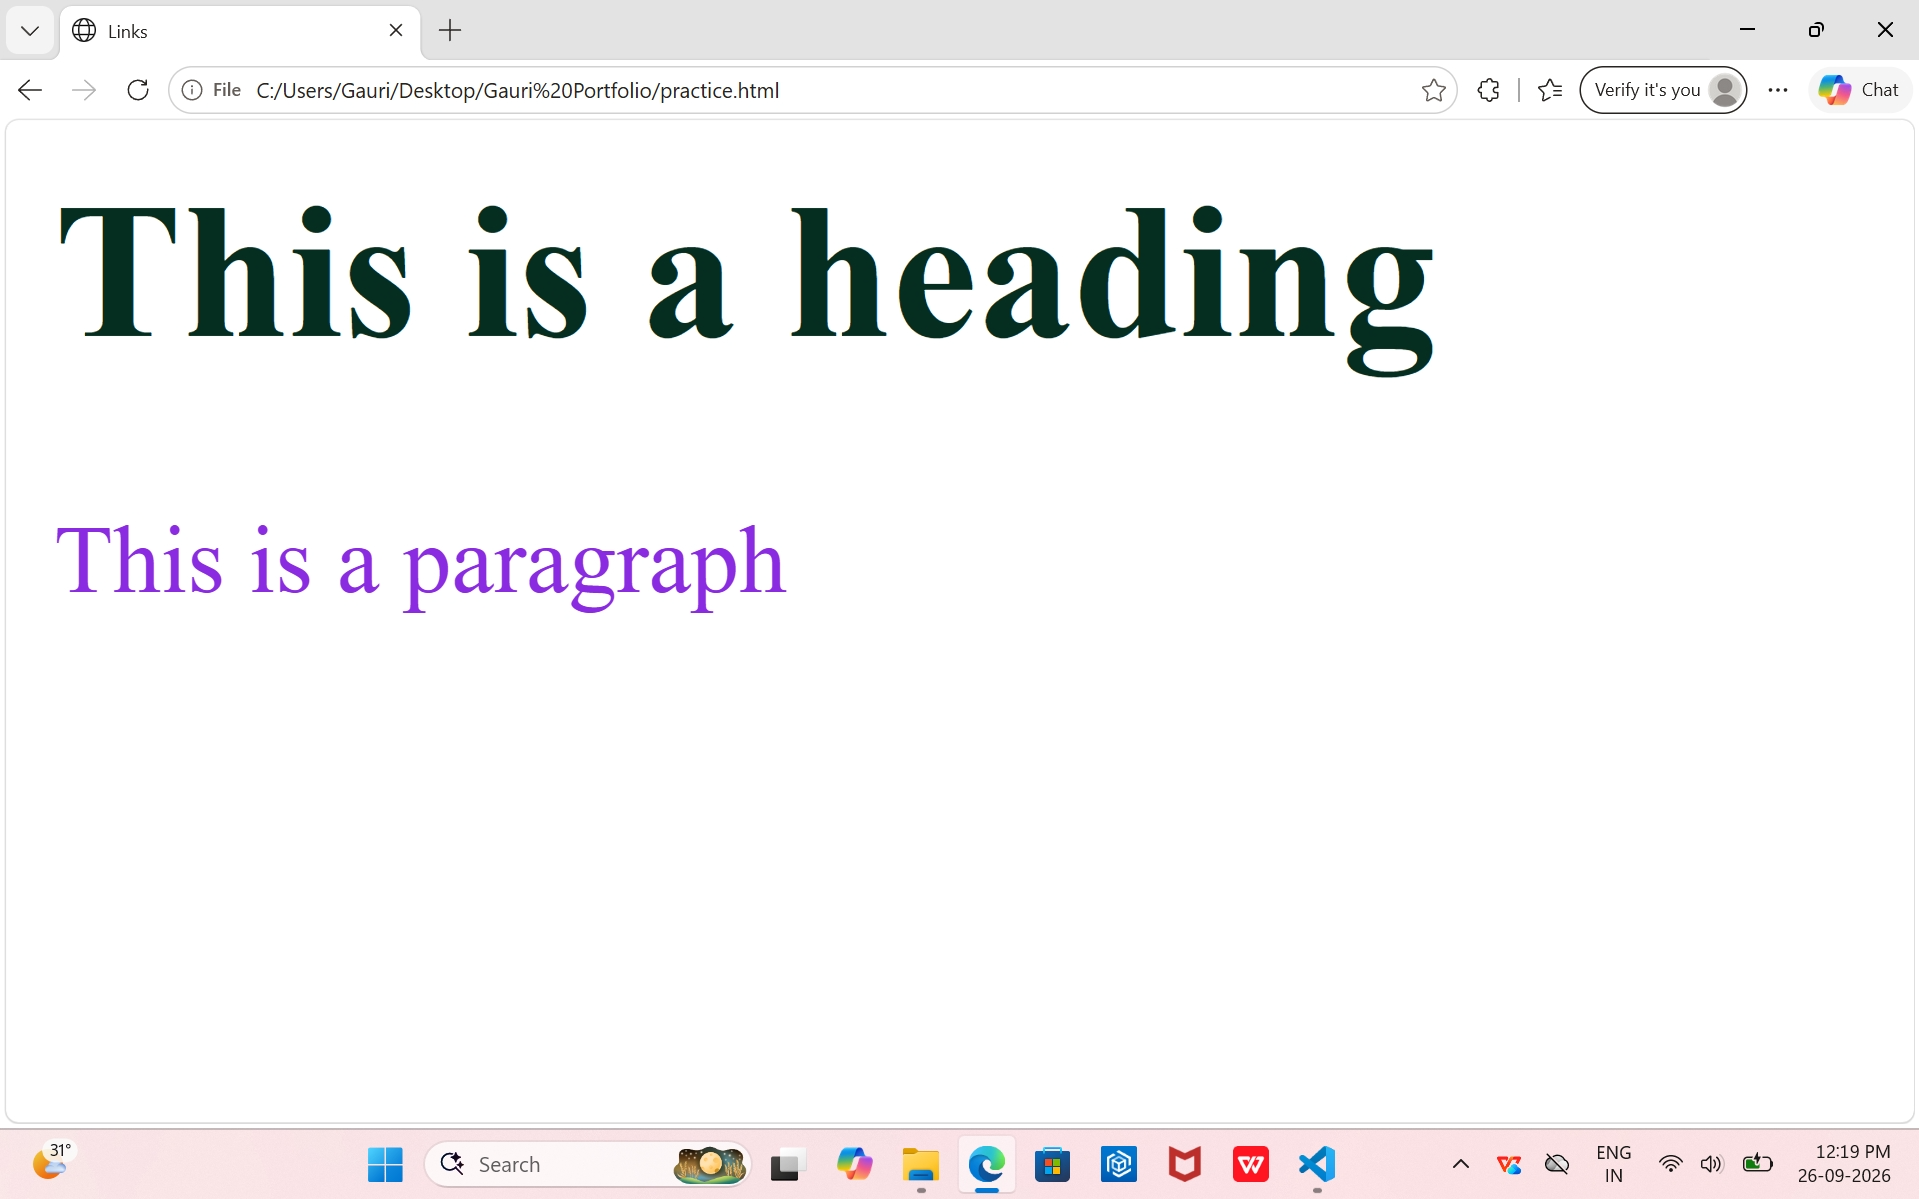 Links
File C:/Users/Gauri/Desktop/Gauri%20Portfolio/practice.html
Verify it's you
Chat
This is a heading
This is a paragraph
31°
Search
ENG
IN
12:19 PM
26-09-2026